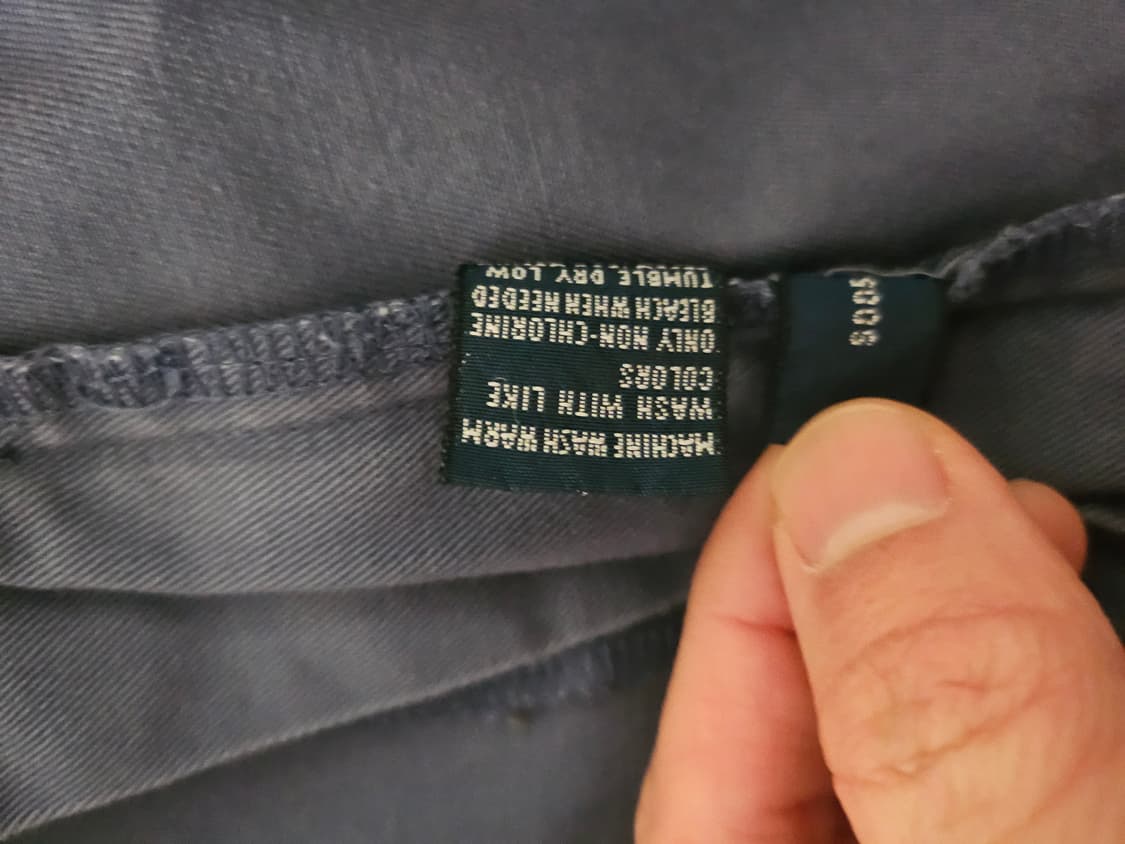 MACHINE WASH WARM
WASH WITH LIKE
COLORS
ONLY NON-CHLORINE
BLEACH WHEN NEEDED
TUMBLE DRY LOW